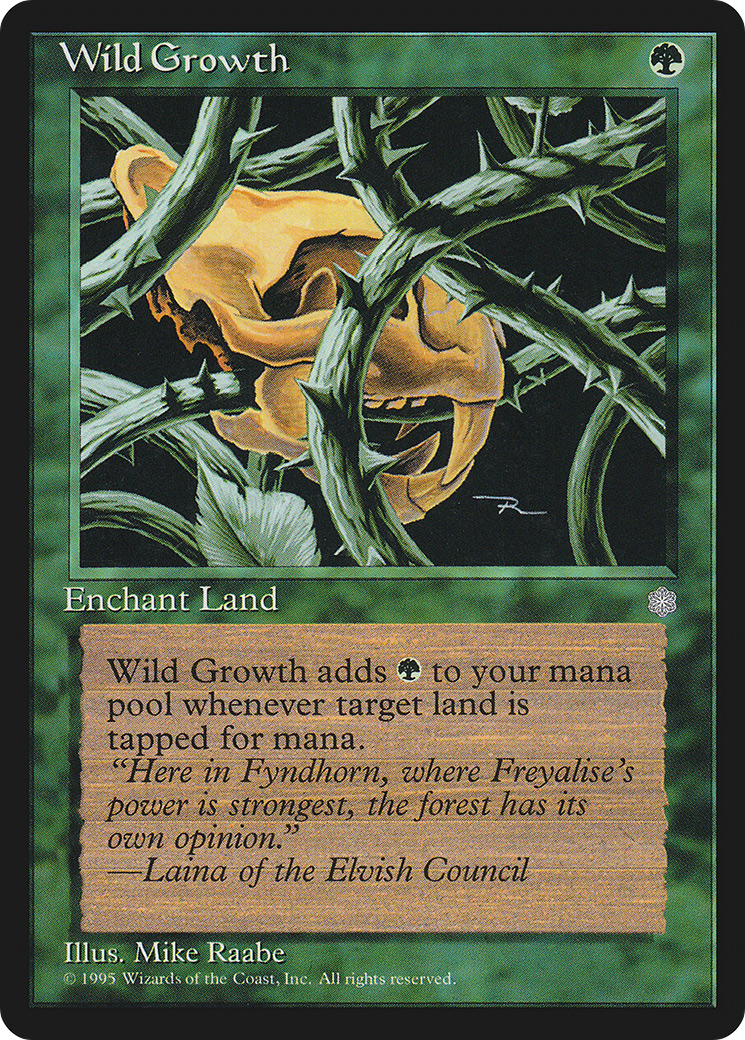 Wild Growth
Enchant Land
Wild Growth adds to your mana
pool whenever target land is
tapped for mana.
“Here in Fyndhorn, where Freyalise’s
power is strongest, the forest has its
own opinion.”
—Laina of the Elvish Council
Illus. Mike Raabe
© 1995 Wizards of the Coast, Inc. All rights reserved.